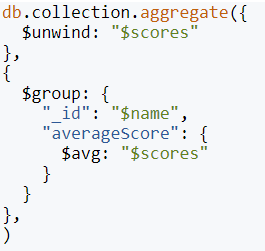 db.collection.aggregate({
  $unwind: "$scores"
},
{
  $group: {
    "_id": "$name",
    "averageScore": {
      $avg: "$scores"
    }
  }
},
)